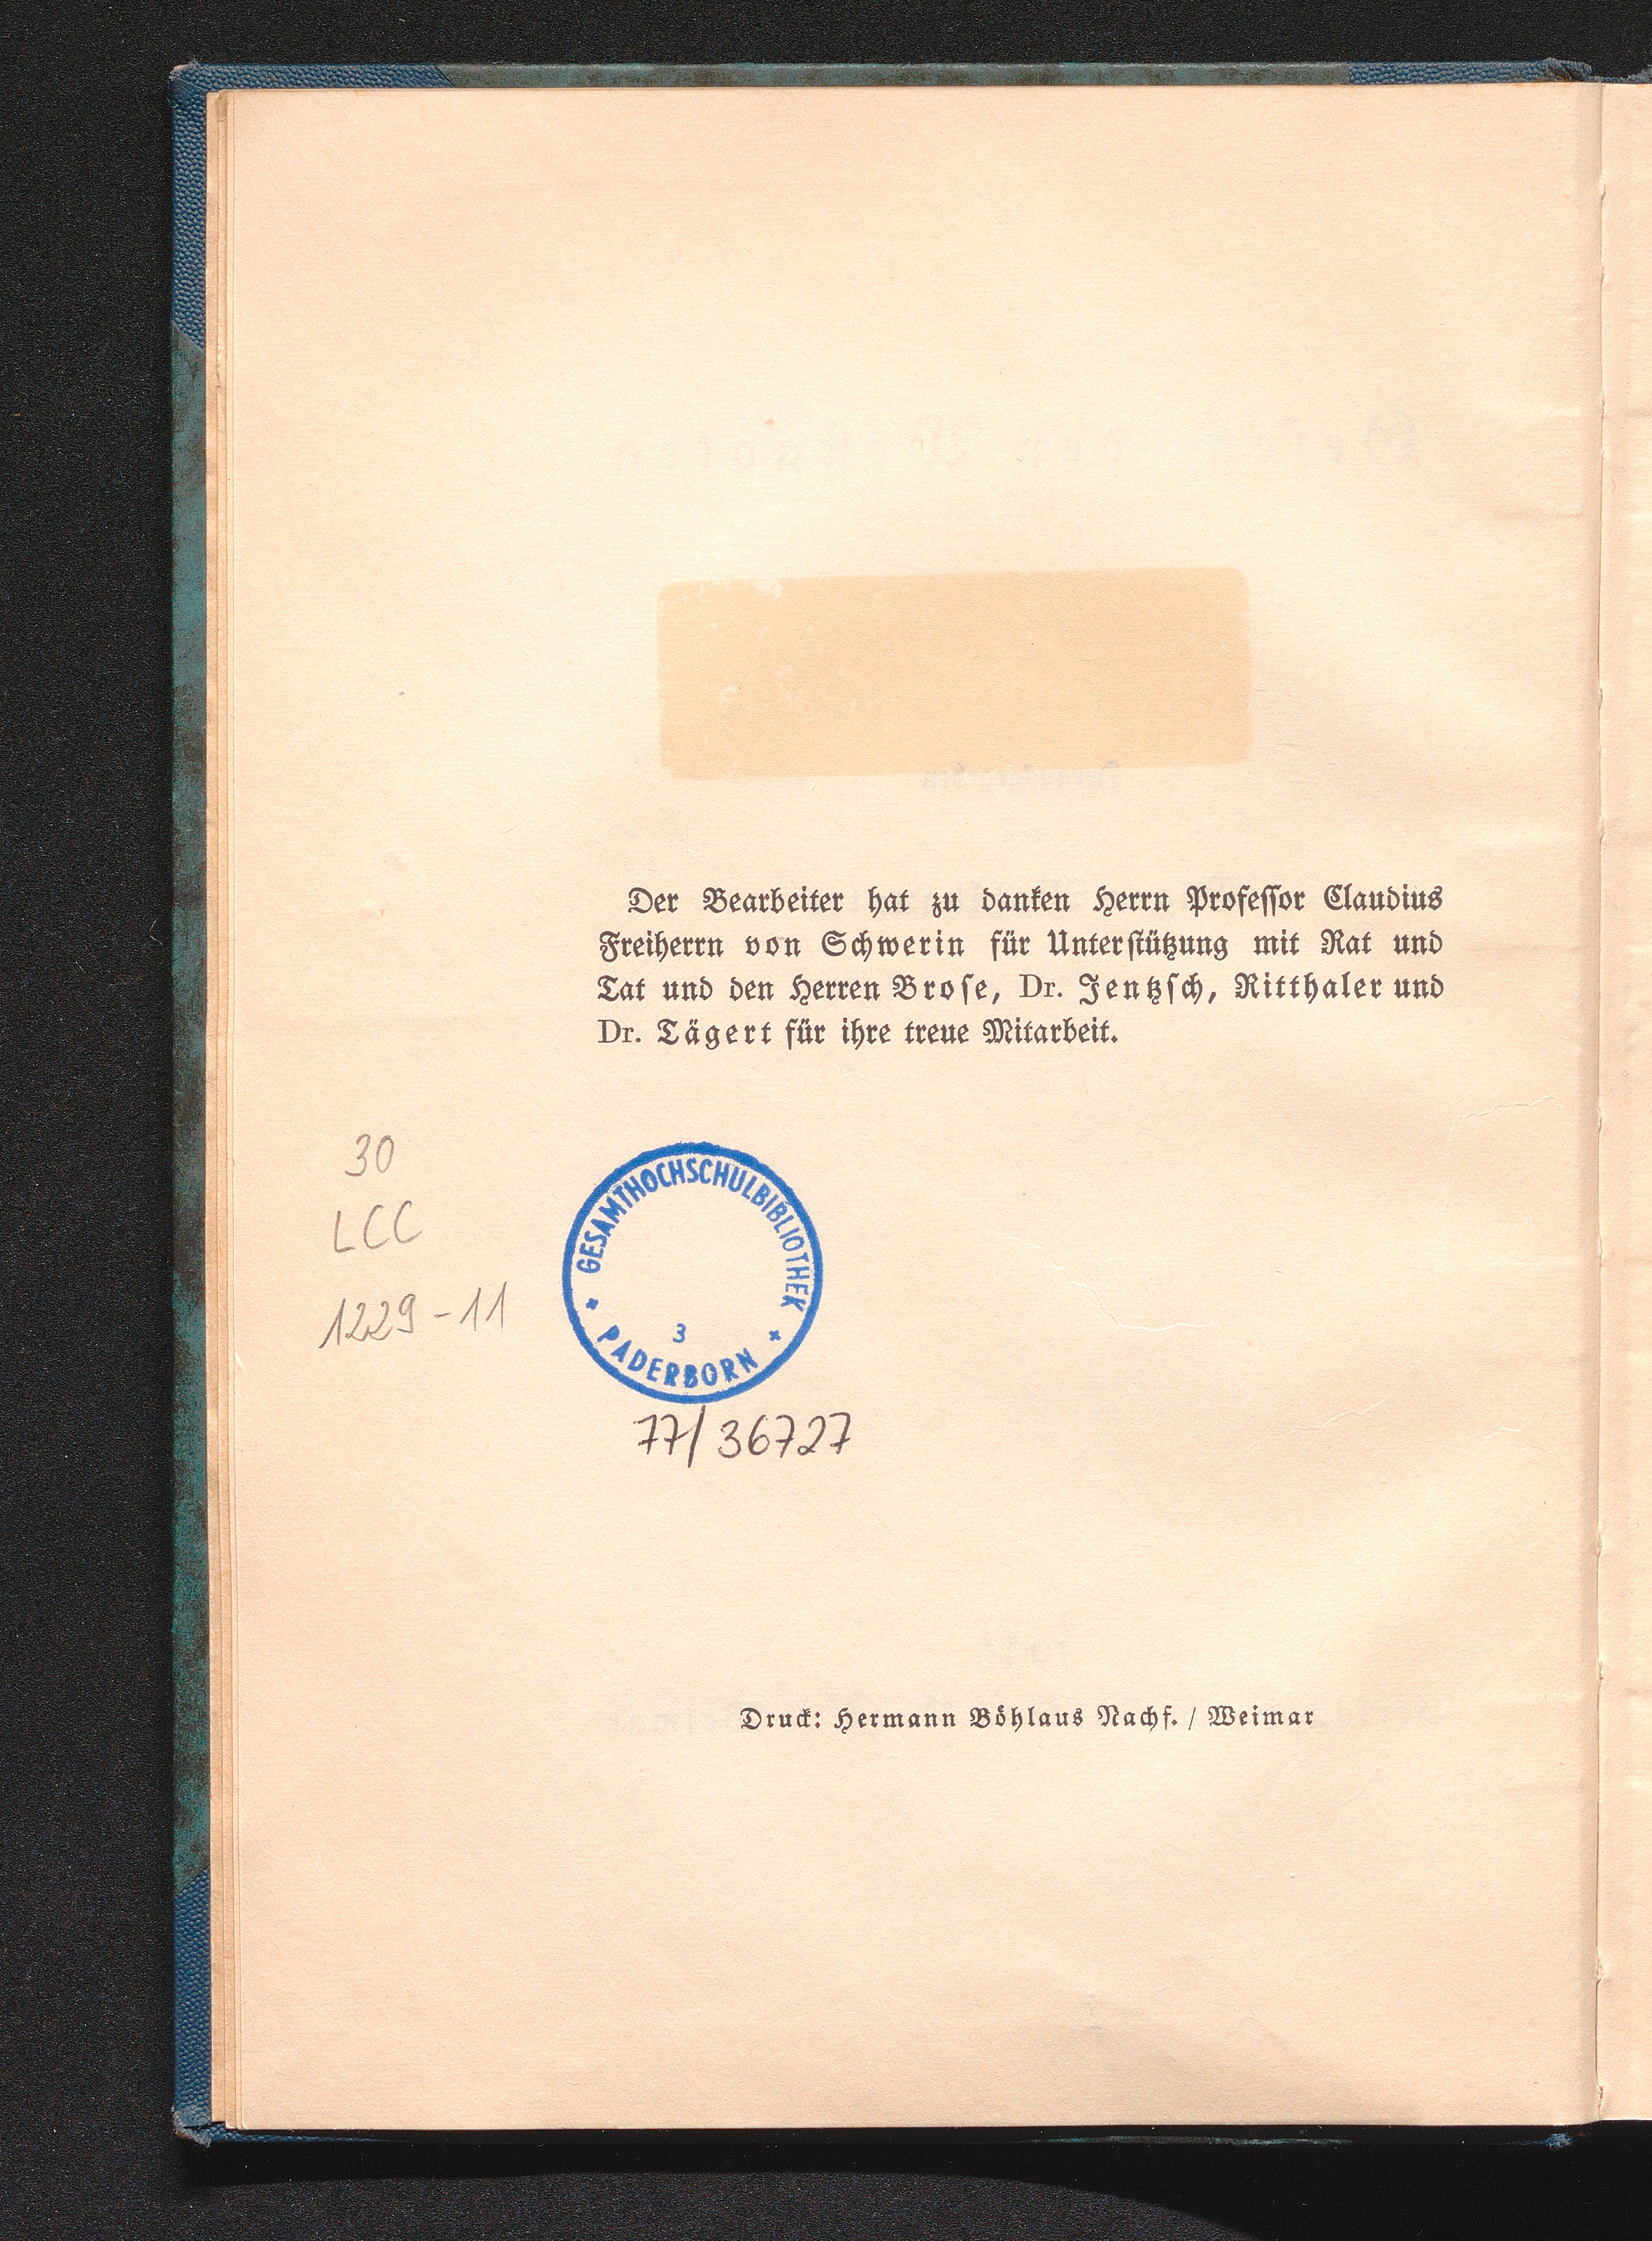 Der Bearbeiter hat zu danken Herrn Professor Claudius
Freiherrn von Schwerin für Unterstützung mit Rat und
Tat und den Herren Brose, Dr. Jentzsch, Ritthaler und
Dr. Tägert für ihre treue Mitarbeit.
30
LCC
1229-11
GESAMTHOCHSCHULBIBLIOTHEK
3
+ PADERBORN +
77/36727
Druck: Hermann Böhlaus Nachf. / Weimar